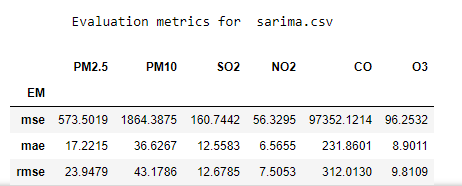 Evaluation metrics for sarima.csv
PM2.5 PM10 SO2 NO2 CO O3
EM
mse 573.5019 1864.3875 160.7442 56.3295 97352.1214 96.2532
mae 17.2215 36.6267 12.5583 6.5655 231.8601 8.9011
rmse 23.9479 43.1786 12.6785 7.5053 312.0130 9.8109